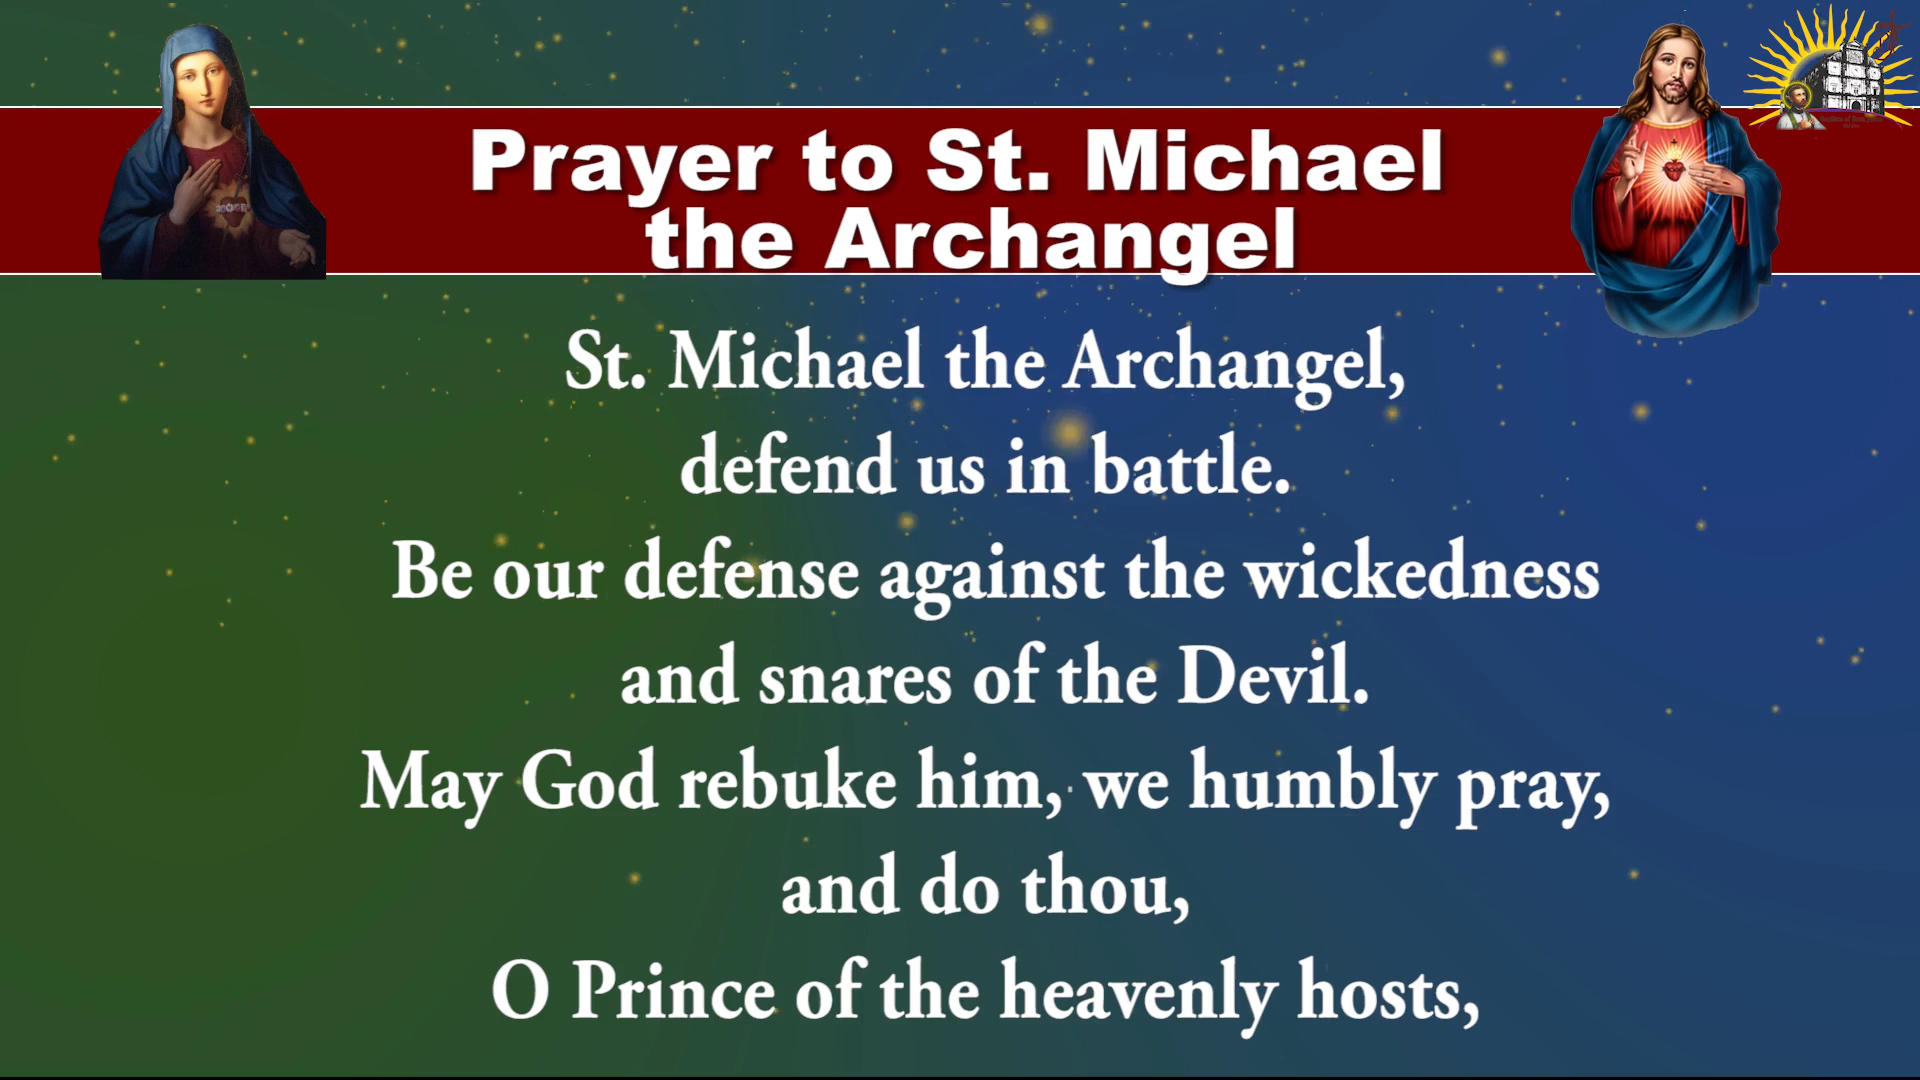 Prayer to St. Michael
the Archangel
St. Michael the Archangel,
defend us in battle.
Be our defense against the wickedness
and snares of the Devil.
May God rebuke him, we humbly pray,
and do thou,
O Prince of the heavenly hosts,